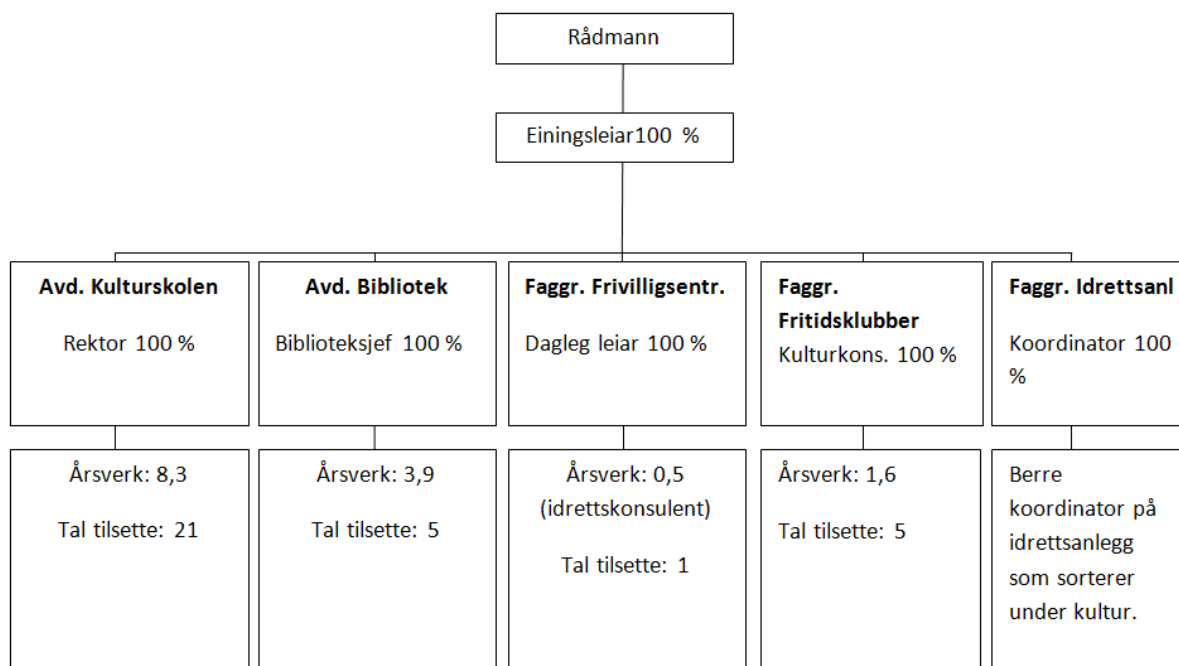 Rådmann
Einingsleiar100 %
Avd. Kulturskolen
Rektor 100 %
Avd. Bibliotek
Biblioteksjef 100 %
Faggr. Frivilligsentr.
Dagleg leiar 100 %
Faggr.
Fritidsklubber
Kulturkons. 100 %
Faggr. Idrettsanl
Koordinator 100
%
Årsverk: 8,3
Tal tilsette: 21
Årsverk: 3,9
Tal tilsette: 5
Årsverk: 0,5
(idrettskonsulent)
Tal tilsette: 1
Årsverk: 1,6
Tal tilsette: 5
Berre
koordinator på
idrettsanlegg
som sorterer
under kultur.